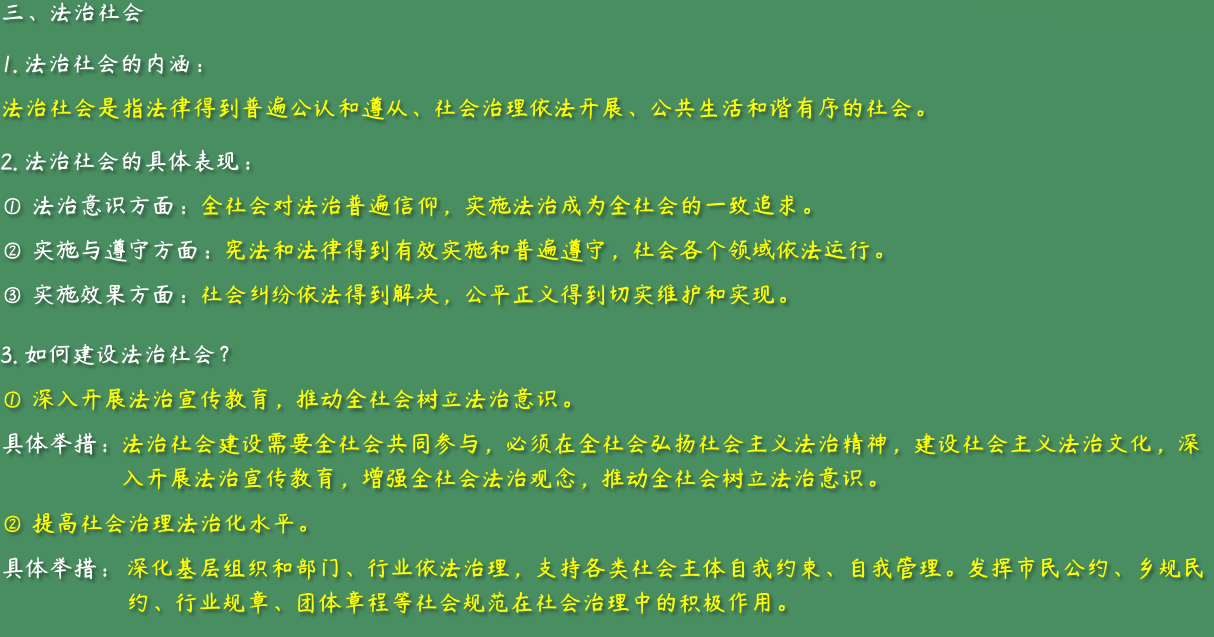 三、法治社会
1. 法治社会的内涵：
法治社会是指法律得到普遍公认和遵从、社会治理依法开展、公共生活和谐有序的社会。
2. 法治社会的具体表现：
① 法治意识方面：全社会对法治普遍信仰，实施法治成为全社会的一致追求。
② 实施与遵守方面：宪法和法律得到有效实施和普遍遵守，社会各个领域依法运行。
③ 实施效果方面：社会纠纷依法得到解决，公平正义得到切实维护和实现。
3. 如何建设法治社会？
① 深入开展法治宣传教育，推动全社会树立法治意识。
具体举措：法治社会建设需要全社会共同参与，必须在全社会弘扬社会主义法治精神，建设社会主义法治文化，深
入开展法治宣传教育，增强全社会法治观念，推动全社会树立法治意识。
② 提高社会治理法治化水平。
具体举措： 深化基层组织和部门、行业依法治理，支持各类社会主体自我约束、自我管理。发挥市民公约、乡规民
约、行业规章、团体章程等社会规范在社会治理中的积极作用。